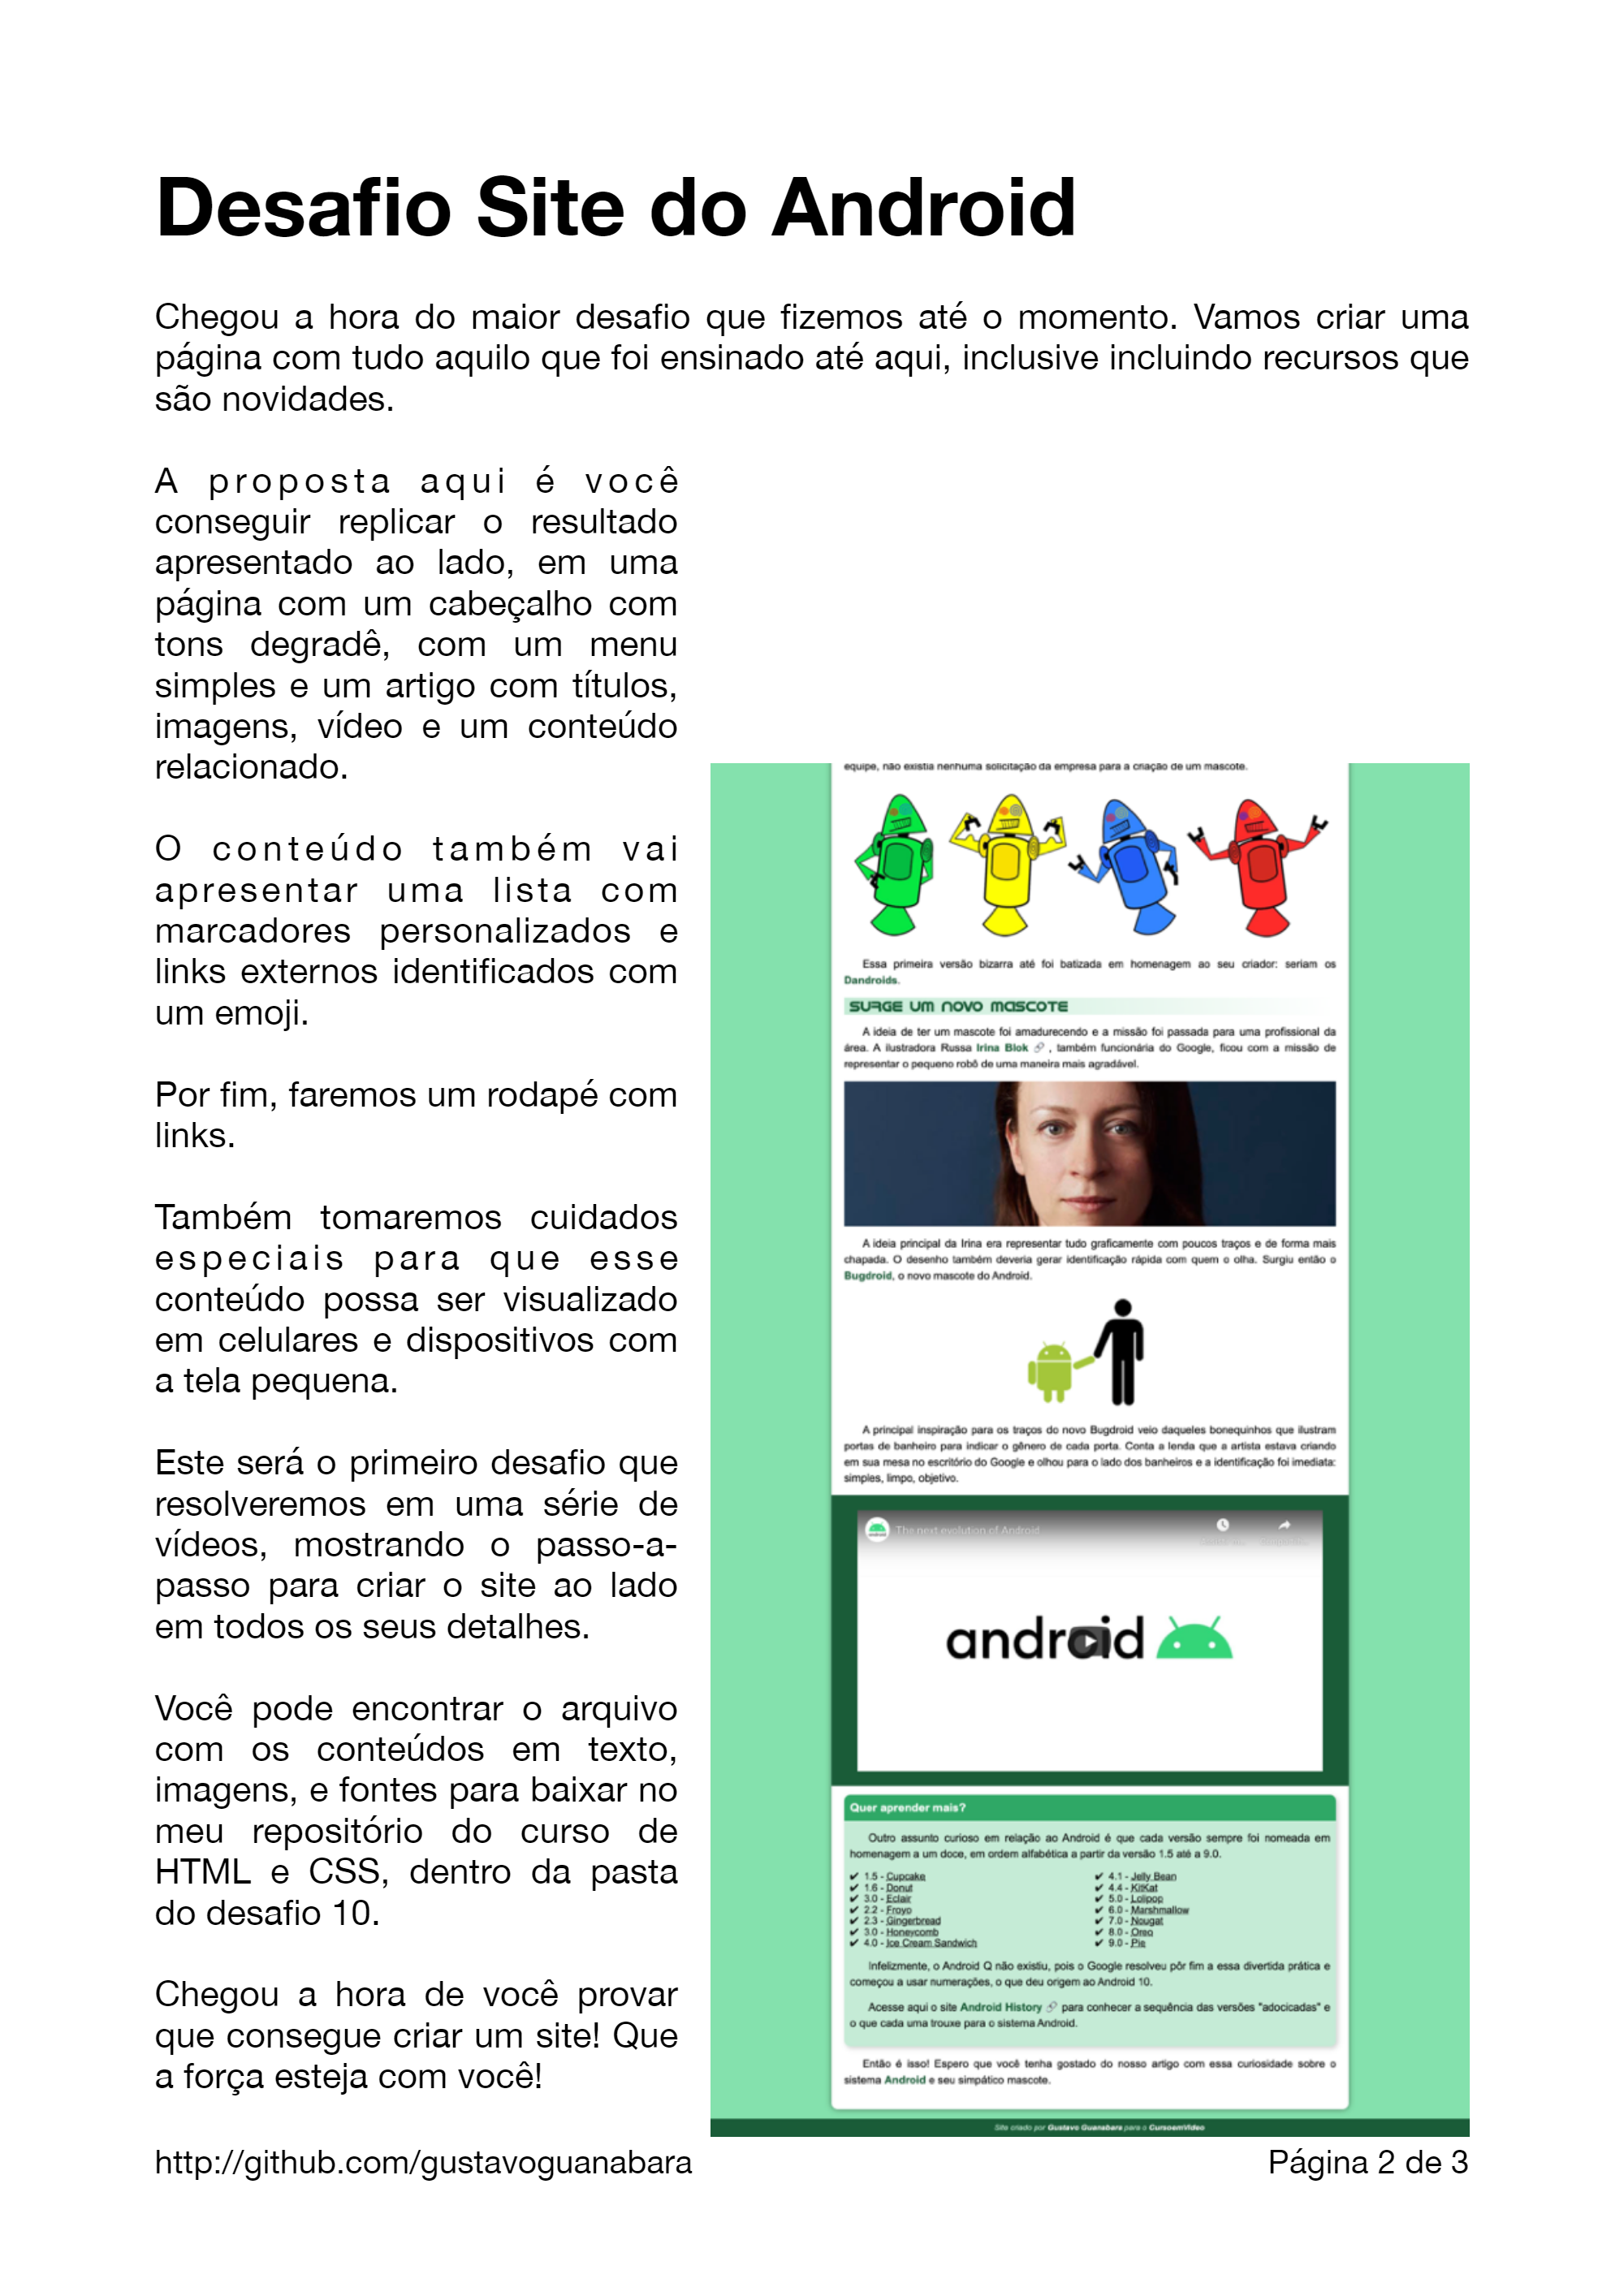 Desafio Site do Android
Chegou a hora do maior desafio que fizemos até o momento. Vamos criar uma
página com tudo aquilo que foi ensinado até aqui, inclusive incluindo recursos que
são novidades.
A proposta aqui é você
conseguir replicar o resultado
apresentado ao lado, em uma
página com um cabeçalho com
tons degradê, com um menu
simples e um artigo com títulos,
imagens, vídeo e um conteúdo
relacionado.
O conteúdo também vai
apresentar uma lista com
marcadores personalizados e
links externos identificados com
um emoji.
Por fim, faremos um rodapé com
links.
Também tomaremos cuidados
especiais para que esse
conteúdo possa ser visualizado
em celulares e dispositivos com
a tela pequena.
Este será o primeiro desafio que
resolveremos em uma série de
vídeos, mostrando o passo-a-
passo para criar o site ao lado
em todos os seus detalhes.
Você pode encontrar o arquivo
com os conteúdos em texto,
imagens, e fontes para baixar no
meu repositório do curso de
HTML e CSS, dentro da pasta
do desafio 10.
Chegou a hora de você provar
que consegue criar um site! Que
a força esteja com você!
equipe, não existia nenhuma solicitação da empresa para a criação de um mascote.
Essa primeira versão bizarra até foi batizada em homenagem ao seu criador: seriam os
Dandroids.
SURGE UM NOVO MASCOTE
A ideia de ter um mascote foi amadurecendo e a missão foi passada para uma profissional da
área. A ilustradora Russa Irina Blok 🔗 , também funcionária do Google, ficou com a missão de
representar o pequeno robô de uma maneira mais agradável.
A ideia principal da Irina era representar tudo graficamente com poucos traços e de forma mais
chapada. O desenho também deveria gerar identificação rápida com quem o olha. Surgiu então o
Bugdroid, o novo mascote do Android.
A principal inspiração para os traços do novo Bugdroid veio daqueles bonequinhos que ilustram
portas de banheiro para indicar o gênero de cada porta. Conta a lenda que a artista estava criando
em sua mesa no escritório do Google e olhou para o lado dos banheiros e a identificação foi imediata:
simples, limpo, objetivo.
The next evolution of Android
android
Quer aprender mais?
Outro assunto curioso em relação ao Android é que cada versão sempre foi nomeada em
homenagem a um doce, em ordem alfabética a partir da versão 1.5 até a 9.0.
✔ 1.5 - Cupcake
✔ 1.6 - Donut
✔ 3.0 - Eclair
✔ 2.2 - Froyo
✔ 2.3 - Gingerbread
✔ 3.0 - Honeycomb
✔ 4.0 - Ice Cream Sandwich
✔ 4.1 - Jelly Bean
✔ 4.4 - KitKat
✔ 5.0 - Lolipop
✔ 6.0 - Marshmallow
✔ 7.0 - Nougat
✔ 8.0 - Oreo
✔ 9.0 - Pie
Infelizmente, o Android Q não existiu, pois o Google resolveu pôr fim a essa divertida prática e
começou a usar numerações, o que deu origem ao Android 10.
Acesse aqui o site Android History 🔗 para conhecer a sequência das versões "adocicadas" e
o que cada uma trouxe para o sistema Android.
Então é isso! Espero que você tenha gostado do nosso artigo com essa curiosidade sobre o
sistema Android e seu simpático mascote.
Site criado por Gustavo Guanabara para o CursoemVídeo
http://github.com/gustavoguanabara
Página 2 de 3